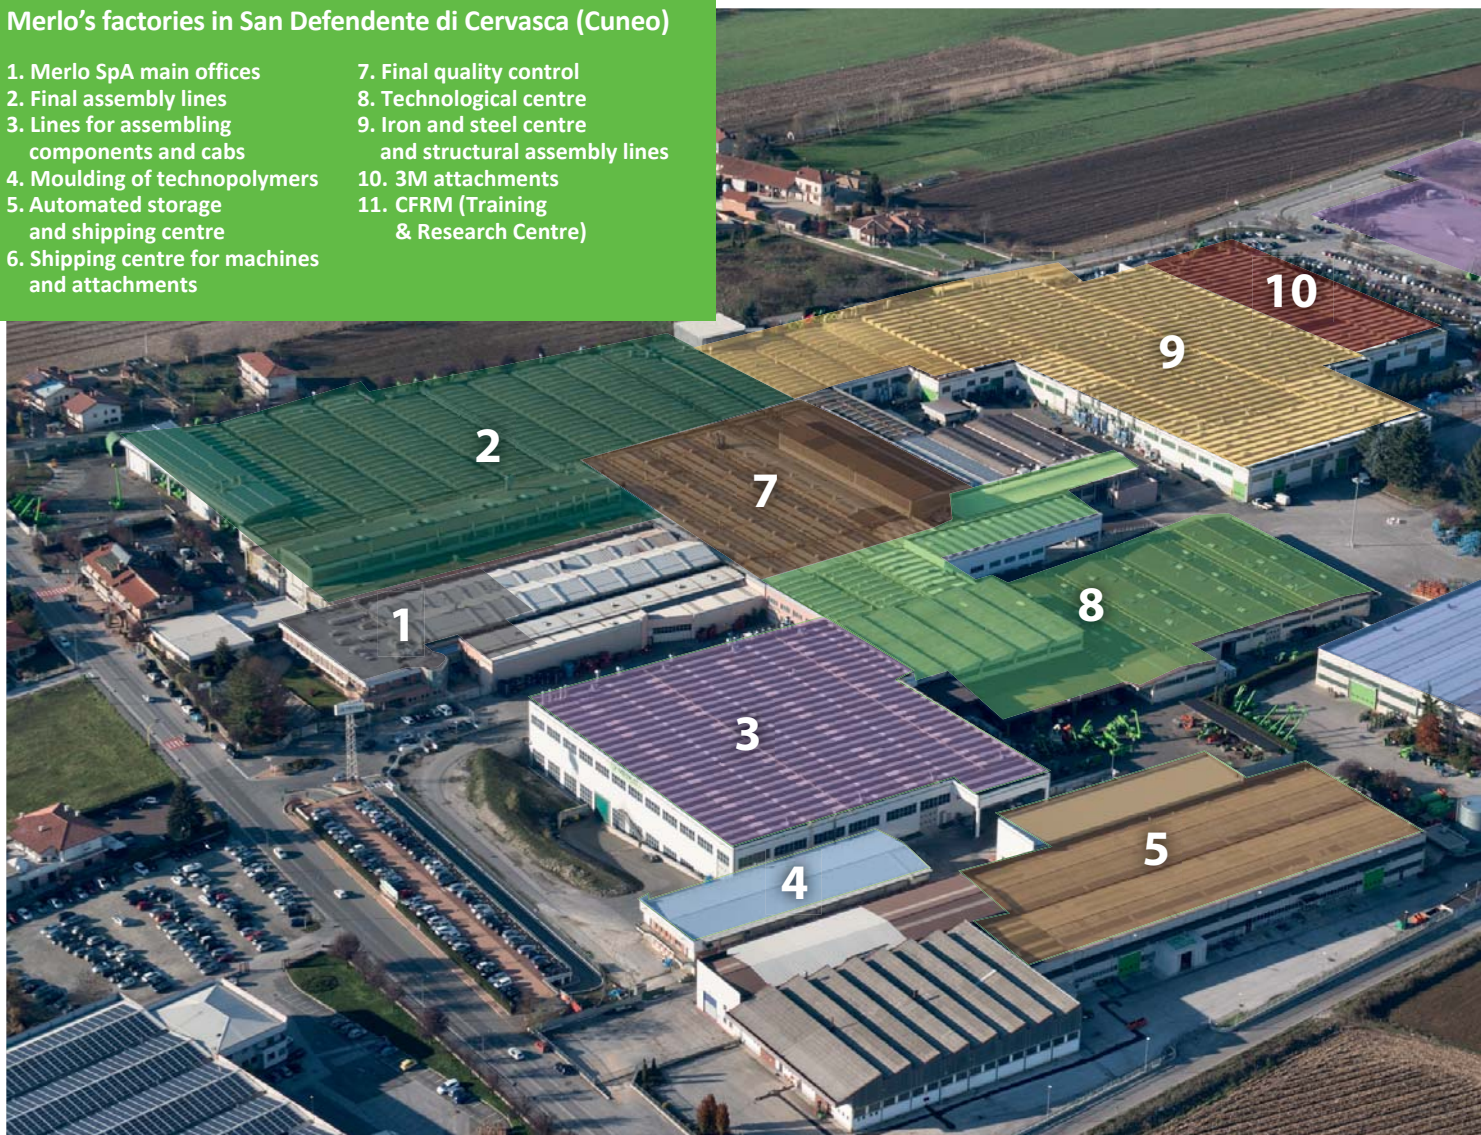 Merlo’s factories in San Defendente di Cervasca (Cuneo)
1. Merlo SpA main offices
2. Final assembly lines
3. Lines for assembling
components and cabs
4. Moulding of technopolymers
5. Automated storage
and shipping centre
6. Shipping centre for machines
and attachments
7. Final quality control
8. Technological centre
9. Iron and steel centre
and structural assembly lines
10. 3M attachments
11. CFRM (Training
& Research Centre)
10
9
2
7
8
1
3
5
4